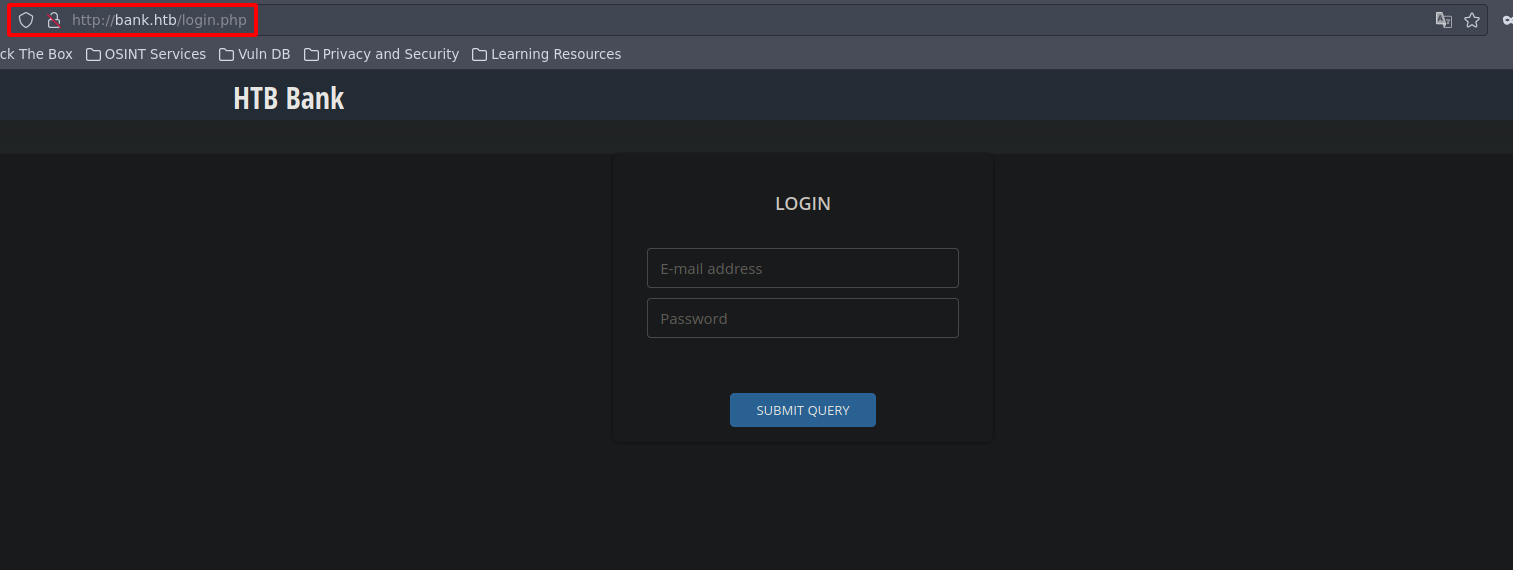 http://bank.htb/login.php
ck The Box OSINT Services Vuln DB Privacy and Security Learning Resources
HTB Bank
LOGIN
E-mail address
Password
SUBMIT QUERY